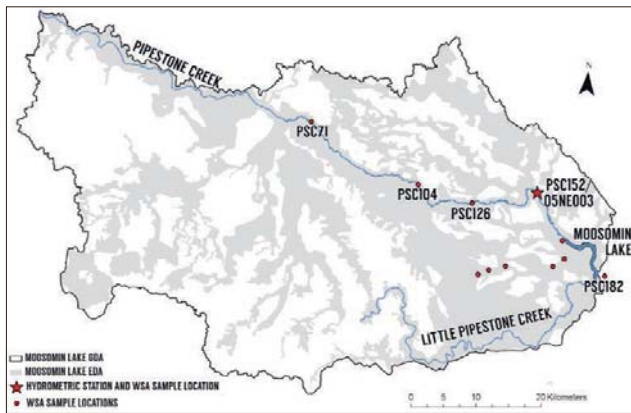 PIPESTONE CREEK
N
PSC71
PSC152/
05NE003
PSC104
PSC126
MOOSOMIN
LAKE
PSC182
LITTLE PIPESTONE CREEK
MOOSOMIN LAKE GDA
MOOSOMIN LAKE EDA
HYDROMETRIC STATION AND WSA SAMPLE LOCATION
WSA SAMPLE LOCATIONS
0 5 10 20 Kilometers